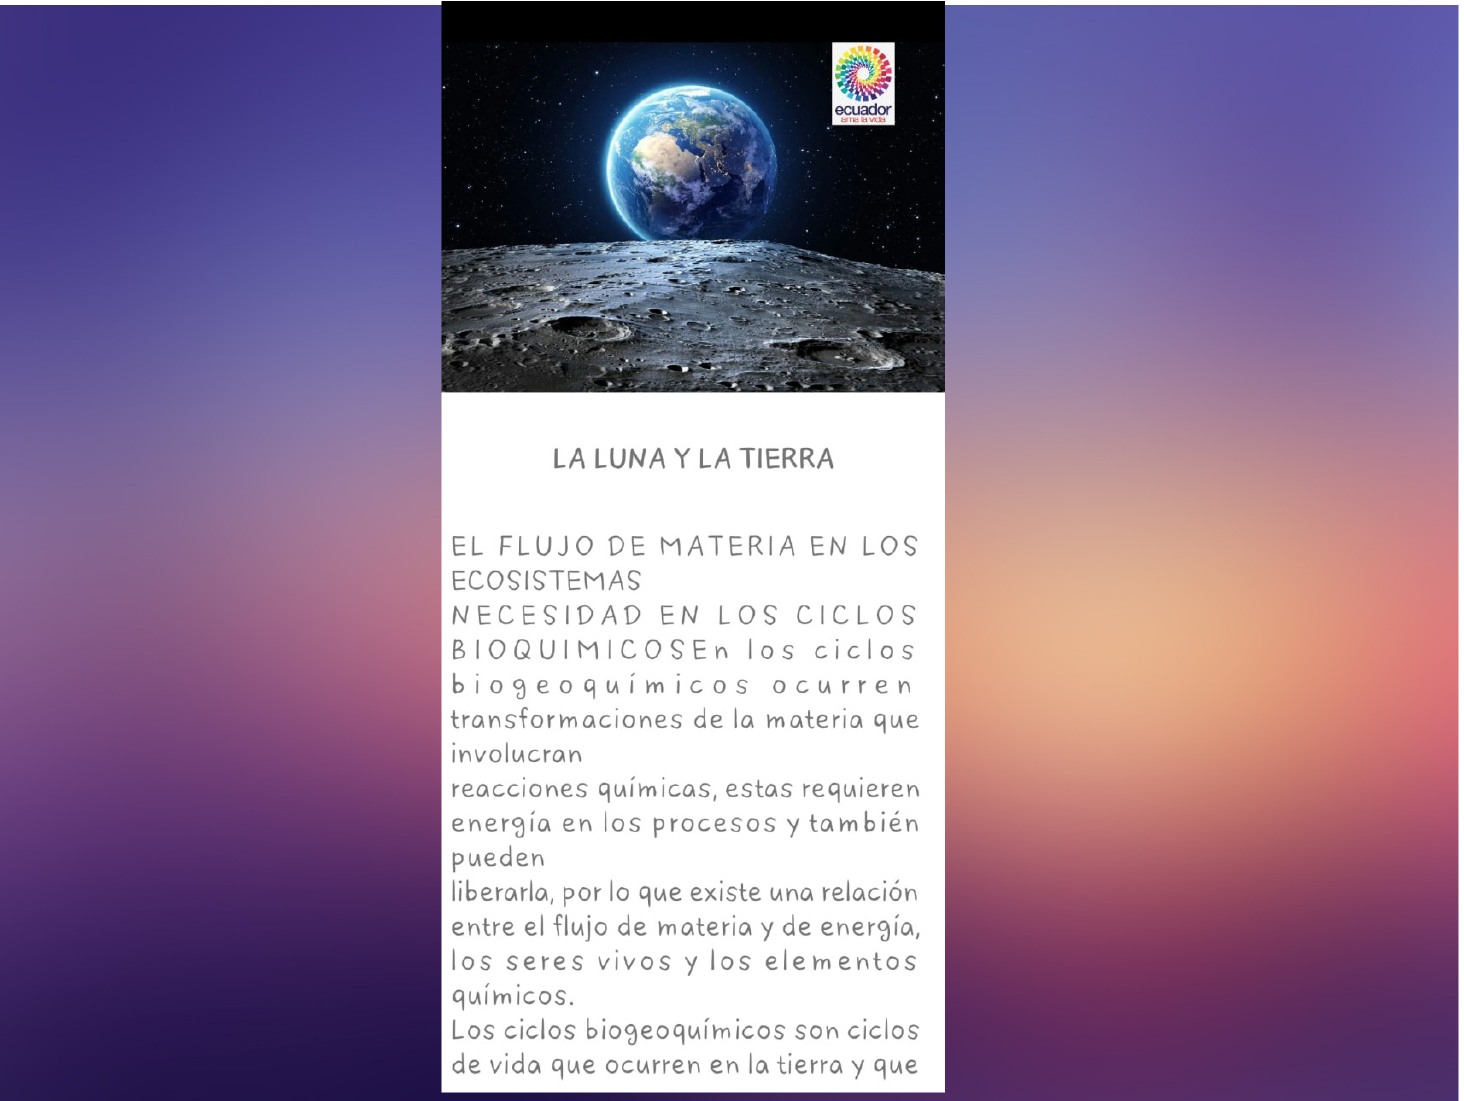 ecuador
ama la vida
LA LUNA Y LA TIERRA
EL FLUJO DE MATERIA EN LOS
ECOSISTEMAS
NECESIDAD EN LOS CICLOS
BIOQUIMICOSEn los ciclos
biogeoquímicos ocurren
transformaciones de la materia que
involucran
reacciones químicas, estas requieren
energía en los procesos y también
pueden
liberarla, por lo que existe una relación
entre el flujo de materia y de energía,
los seres vivos y los elementos
químicos.
Los ciclos biogeoquímicos son ciclos
de vida que ocurren en la tierra y que